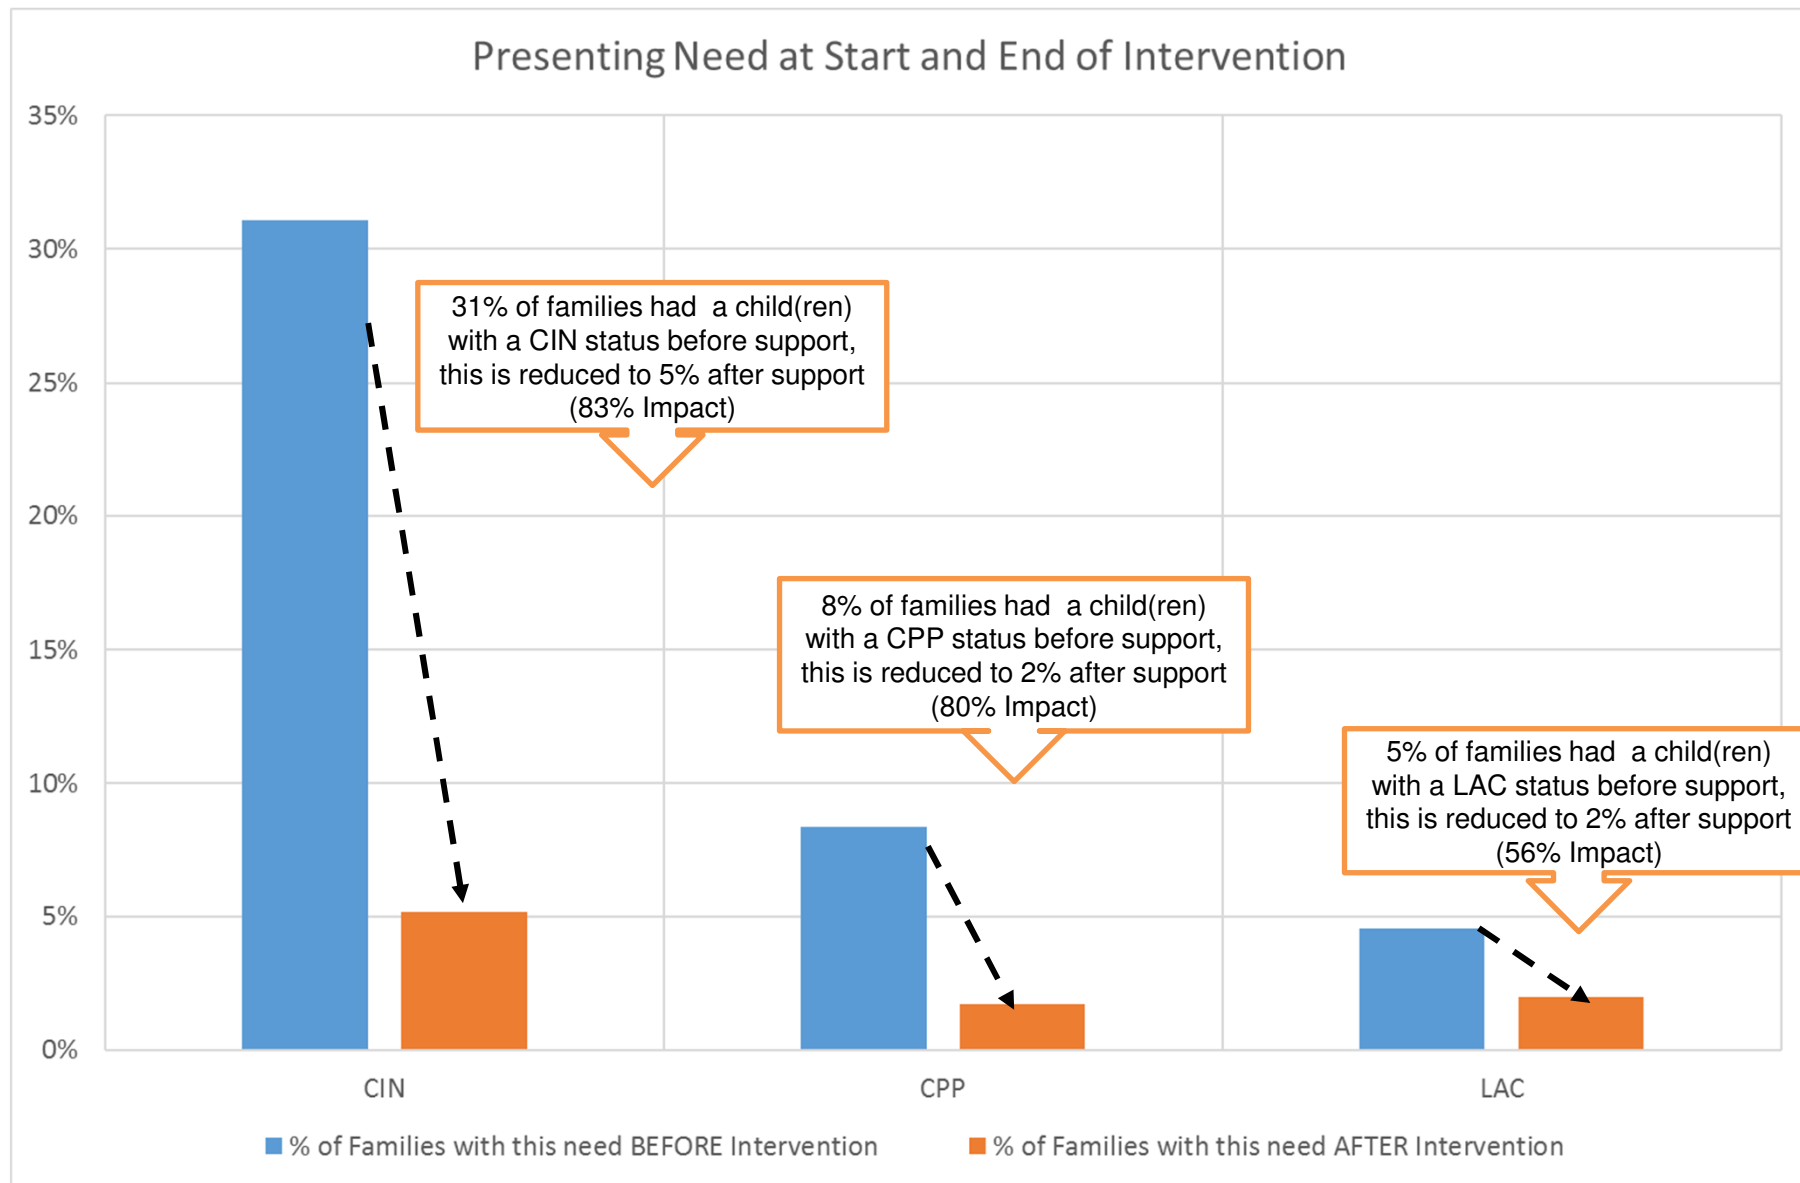 Presenting Need at Start and End of Intervention
35%
30%
25%
20%
15%
10%
5%
0%
31% of families had  a child(ren)
with a CIN status before support,
this is reduced to 5% after support
(83% Impact)
8% of families had  a child(ren)
with a CPP status before support,
this is reduced to 2% after support
(80% Impact)
5% of families had  a child(ren)
with a LAC status before support,
this is reduced to 2% after support
(56% Impact)
CIN
CPP
LAC
% of Families with this need BEFORE Intervention
% of Families with this need AFTER Intervention